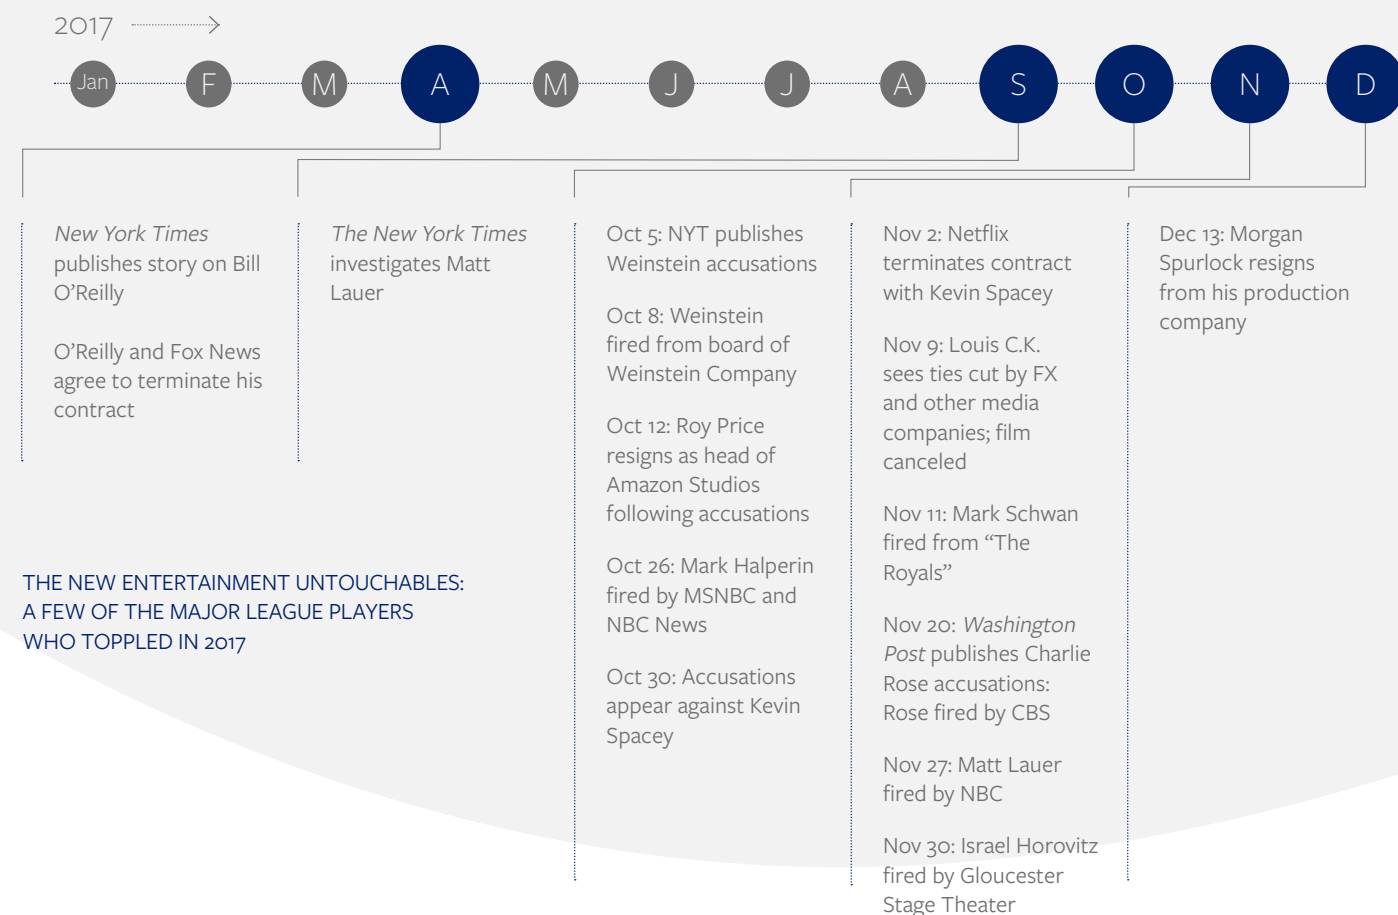 2017
Jan F M A M J J A S O N D
New York Times
publishes story on Bill
O’Reilly
O’Reilly and Fox News
agree to terminate his
contract
The New York Times
investigates Matt
Lauer
Oct 5: NYT publishes
Weinstein accusations
Oct 8: Weinstein
fired from board of
Weinstein Company
Oct 12: Roy Price
resigns as head of
Amazon Studios
following accusations
Oct 26: Mark Halperin
fired by MSNBC and
NBC News
Oct 30: Accusations
appear against Kevin
Spacey
Nov 2: Netflix
terminates contract
with Kevin Spacey
Nov 9: Louis C.K.
sees ties cut by FX
and other media
companies; film
canceled
Nov 11: Mark Schwan
fired from “The
Royals”
Nov 20: Washington
Post publishes Charlie
Rose accusations:
Rose fired by CBS
Nov 27: Matt Lauer
fired by NBC
Nov 30: Israel Horovitz
fired by Gloucester
Stage Theater
Dec 13: Morgan
Spurlock resigns
from his production
company
THE NEW ENTERTAINMENT UNTOUCHABLES:
A FEW OF THE MAJOR LEAGUE PLAYERS
WHO TOPPLED IN 2017